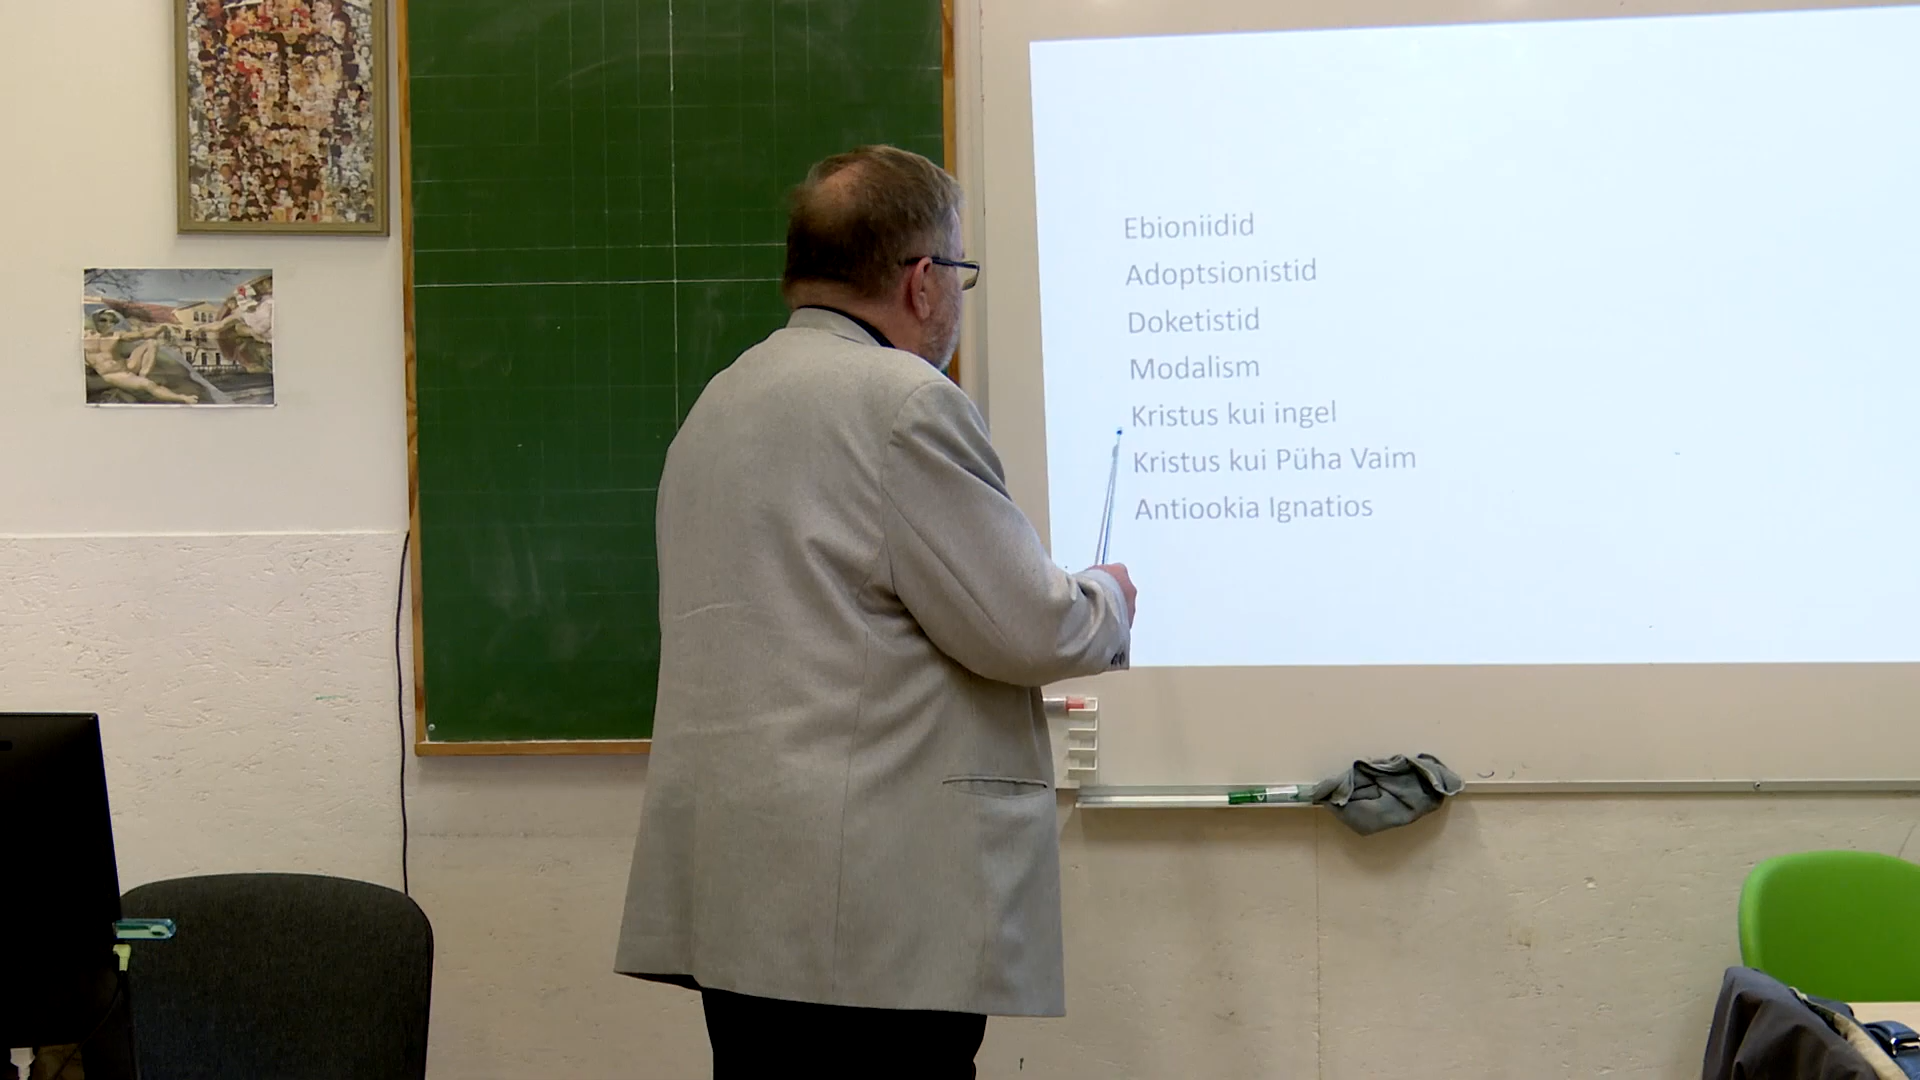 Ebioniidid
Adoptsionistid
Doketistid
Modalism
Kristus kui ingel
Kristus kui Püha Vaim
Antiookia Ignatios